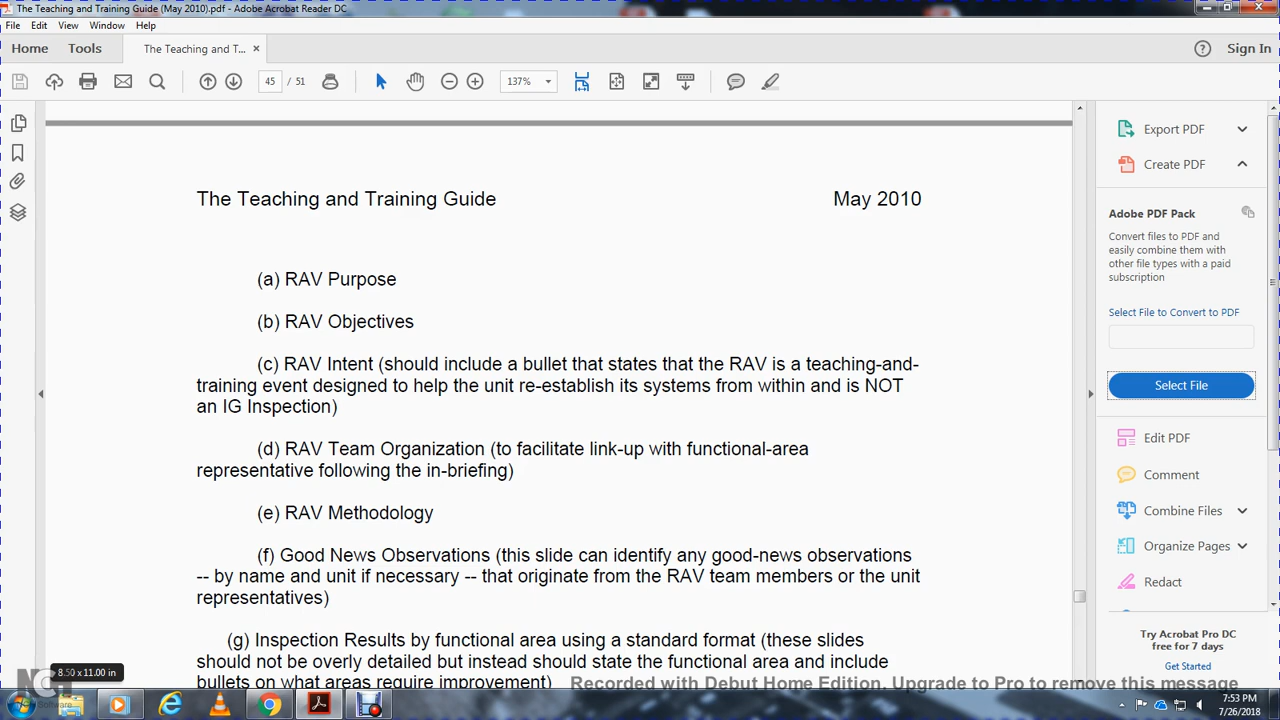 The Teaching and Training Guide (May 2010).pdf - Adobe Acrobat Reader DC
File Edit View Window Help
Home Tools The Teaching and T... × Sign In
45 / 51 137%
Export PDF
Create PDF
The Teaching and Training Guide May 2010
Adobe PDF Pack
Convert files to PDF and
easily combine them with
other file types with a paid
subscription
(a) RAV Purpose
(b) RAV Objectives
Select File to Convert to PDF
(c) RAV Intent (should include a bullet that states that the RAV is a teaching-and-
training event designed to help the unit re-establish its systems from within and is NOT
an IG Inspection)
Select File
(d) RAV Team Organization (to facilitate link-up with functional-area
representative following the in-briefing)
Edit PDF
Comment
(e) RAV Methodology
Combine Files
(f) Good News Observations (this slide can identify any good-news observations
-- by name and unit if necessary -- that originate from the RAV team members or the unit
representatives)
Organize Pages
Redact
(g) Inspection Results by functional area using a standard format (these slides
should not be overly detailed but instead should state the functional areaand include
bullets on what areas require improvement)
Try Acrobat Pro DC
free for 7 days
Get Started
8.50 x 11.00 in
NCH Software
Recorded with Debut Home Edition. Upgrade to Pro to remove this message
7:53 PM
7/26/2018